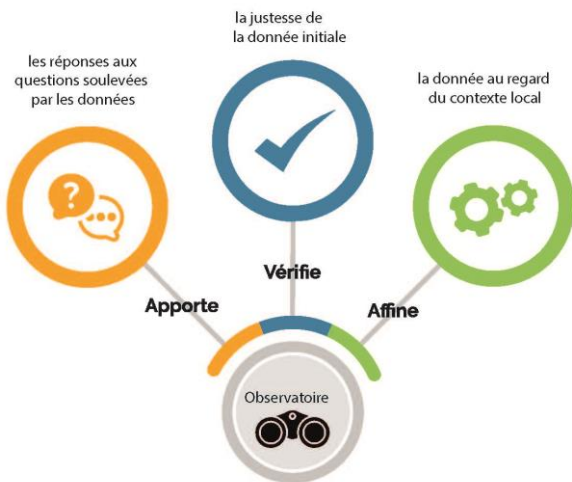 la justesse de
la donnée initiale
les réponses aux
questions soulevées
par les données
la donnée au regard
du contexte local
?
Vérifie
Apporte
Affine
Observatoire